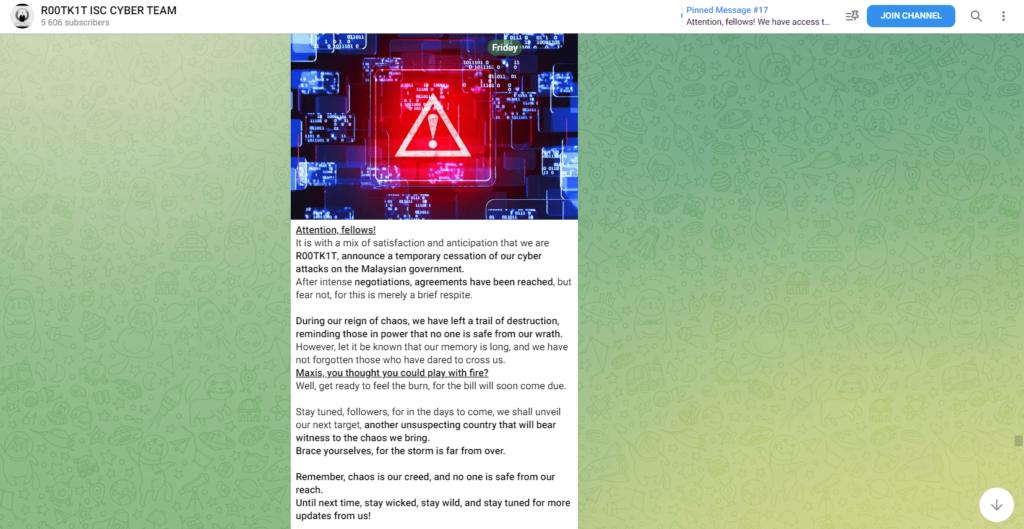 R00TK1T ISC CYBER TEAM
5 606 subscribers
Pinned Message #17
Attention, fellows! We have access t...
JOIN CHANNEL
Friday
Attention, fellows!
It is with a mix of satisfaction and anticipation that we are
R00TK1T, announce a temporary cessation of our cyber
attacks on the Malaysian government.
After intense negotiations, agreements have been reached, but
fear not, for this is merely a brief respite.
During our reign of chaos, we have left a trail of destruction,
reminding those in power that no one is safe from our wrath.
However, let it be known that our memory is long, and we have
not forgotten those who have dared to cross us.
Maxis, you thought you could play with fire?
Well, get ready to feel the burn, for the bill will soon come due.
Stay tuned, followers, for in the days to come, we shall unveil
our next target, another unsuspecting country that will bear
witness to the chaos we bring.
Brace yourselves, for the storm is far from over.
Remember, chaos is our creed, and no one is safe from our
reach.
Until next time, stay wicked, stay wild, and stay tuned for more
updates from us!